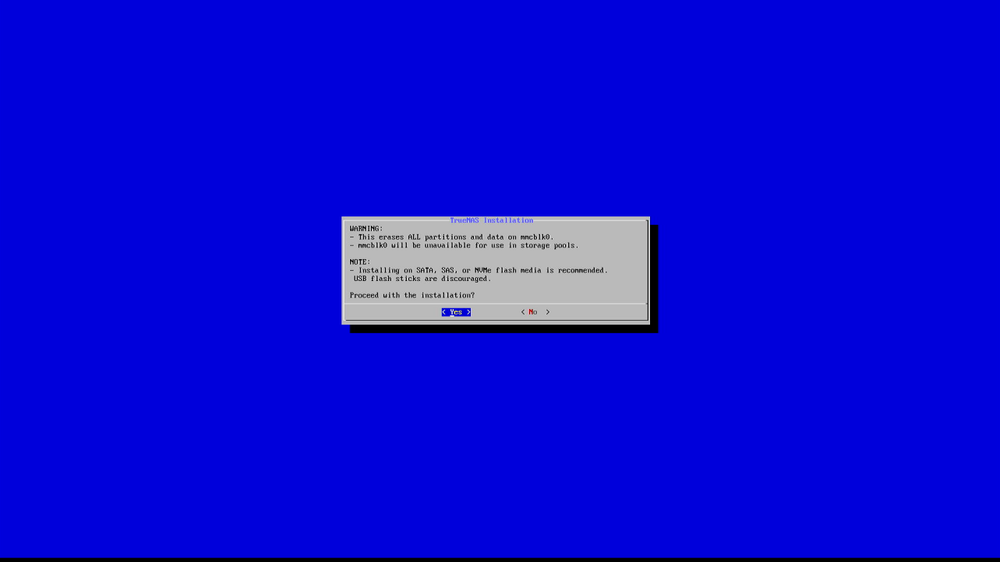 TrueNAS Installation
WARNING:
- This erases ALL partitions and data on mmcblk0.
- mmcblk0 will be unavailable for use in storage pools.
NOTE:
- Installing on SATA, SAS, or NVMe flash media is recommended.
USB flash sticks are discouraged.
Proceed with the installation?
< Yes > < No >